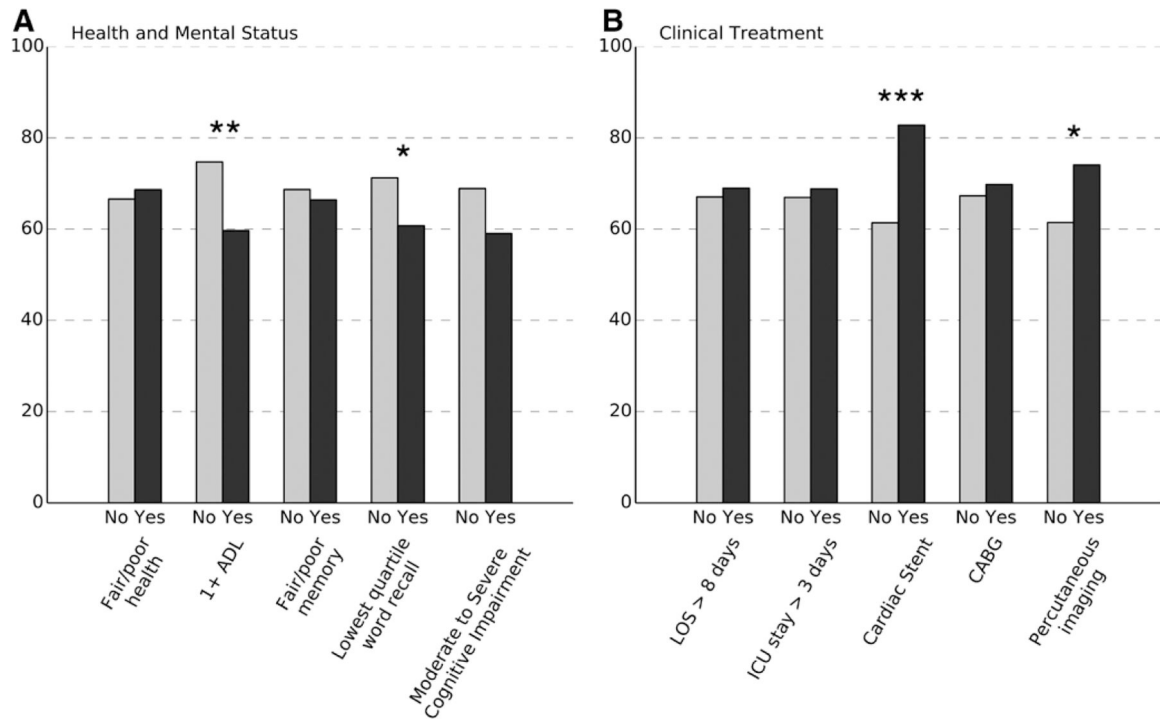 A
Health and Mental Status
100
80
60
40
20
0
**
*
No Yes No Yes No Yes No Yes No Yes
Fair/poor
health
1+ ADL
Fair/poor
memory
Lowest quartile
word recall
Moderate to Severe
Cognitive Impairment
B
Clinical Treatment
100
80
60
40
20
0
***
*
No Yes No Yes No Yes No Yes No Yes
LOS > 8 days
ICU stay > 3 days
Cardiac Stent
CABG
Percutaneous
imaging